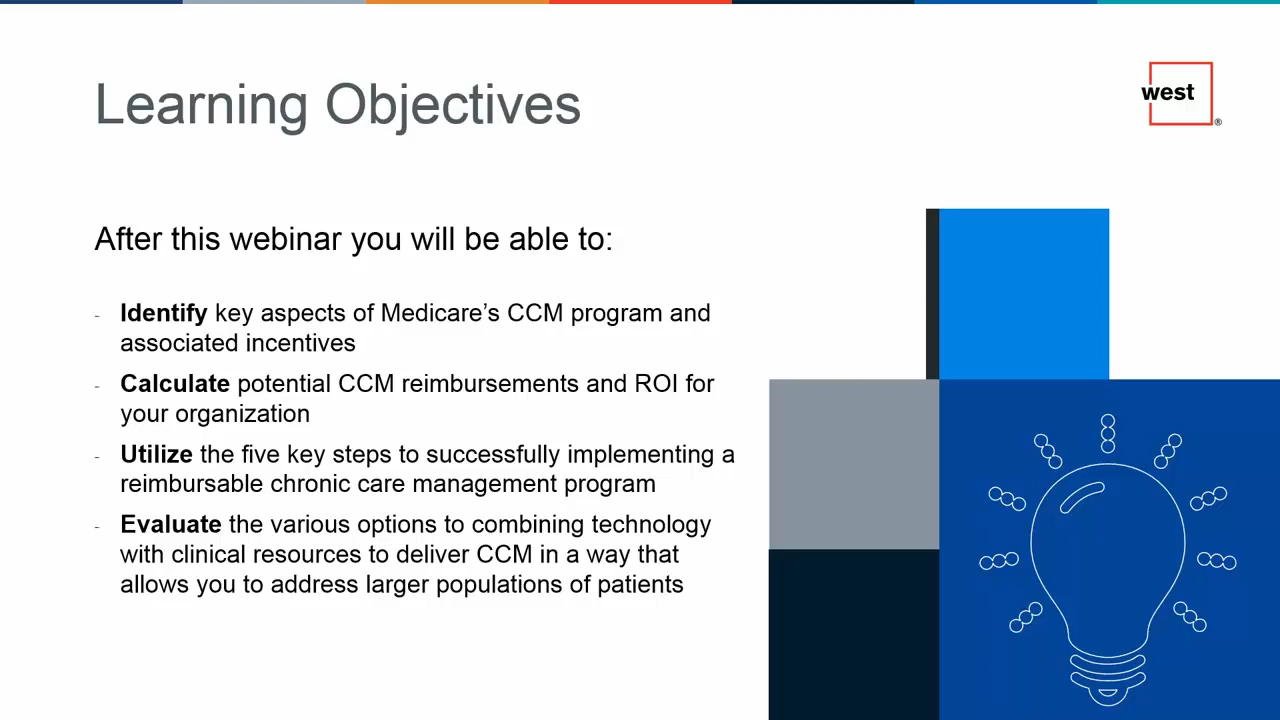 Learning Objectives
west
®
After this webinar you will be able to:
- Identify key aspects of Medicare’s CCM program and
associated incentives
- Calculate potential CCM reimbursements and ROI for
your organization
- Utilize the five key steps to successfully implementing a
reimbursable chronic care management program
- Evaluate the various options to combining technology
with clinical resources to deliver CCM in a way that
allows you to address larger populations of patients